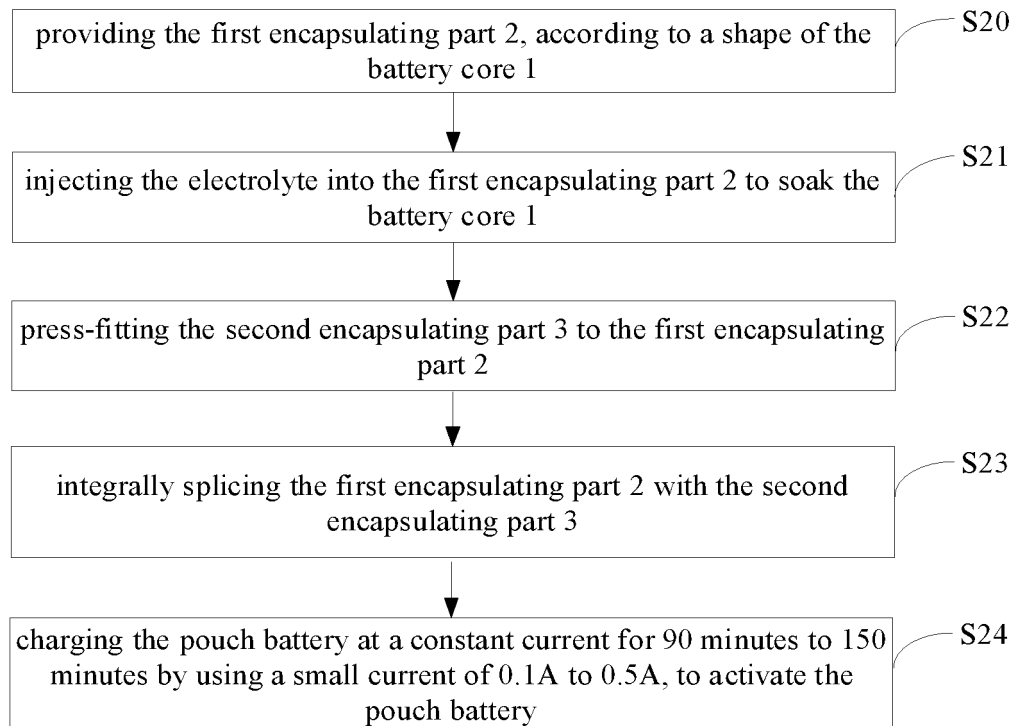 providing the first encapsulating part 2, according to a shape of the
battery core 1
S20
injecting the electrolyte into the first encapsulating part 2 to soak the
battery core 1
S21
press-fitting the second encapsulating part 3 to the first encapsulating
part 2
S22
integrally splicing the first encapsulating part 2 with the second
encapsulating part 3
S23
charging the pouch battery at a constant current for 90 minutes to 150
minutes by using a small current of 0.1A to 0.5A, to activate the
pouch battery
S24